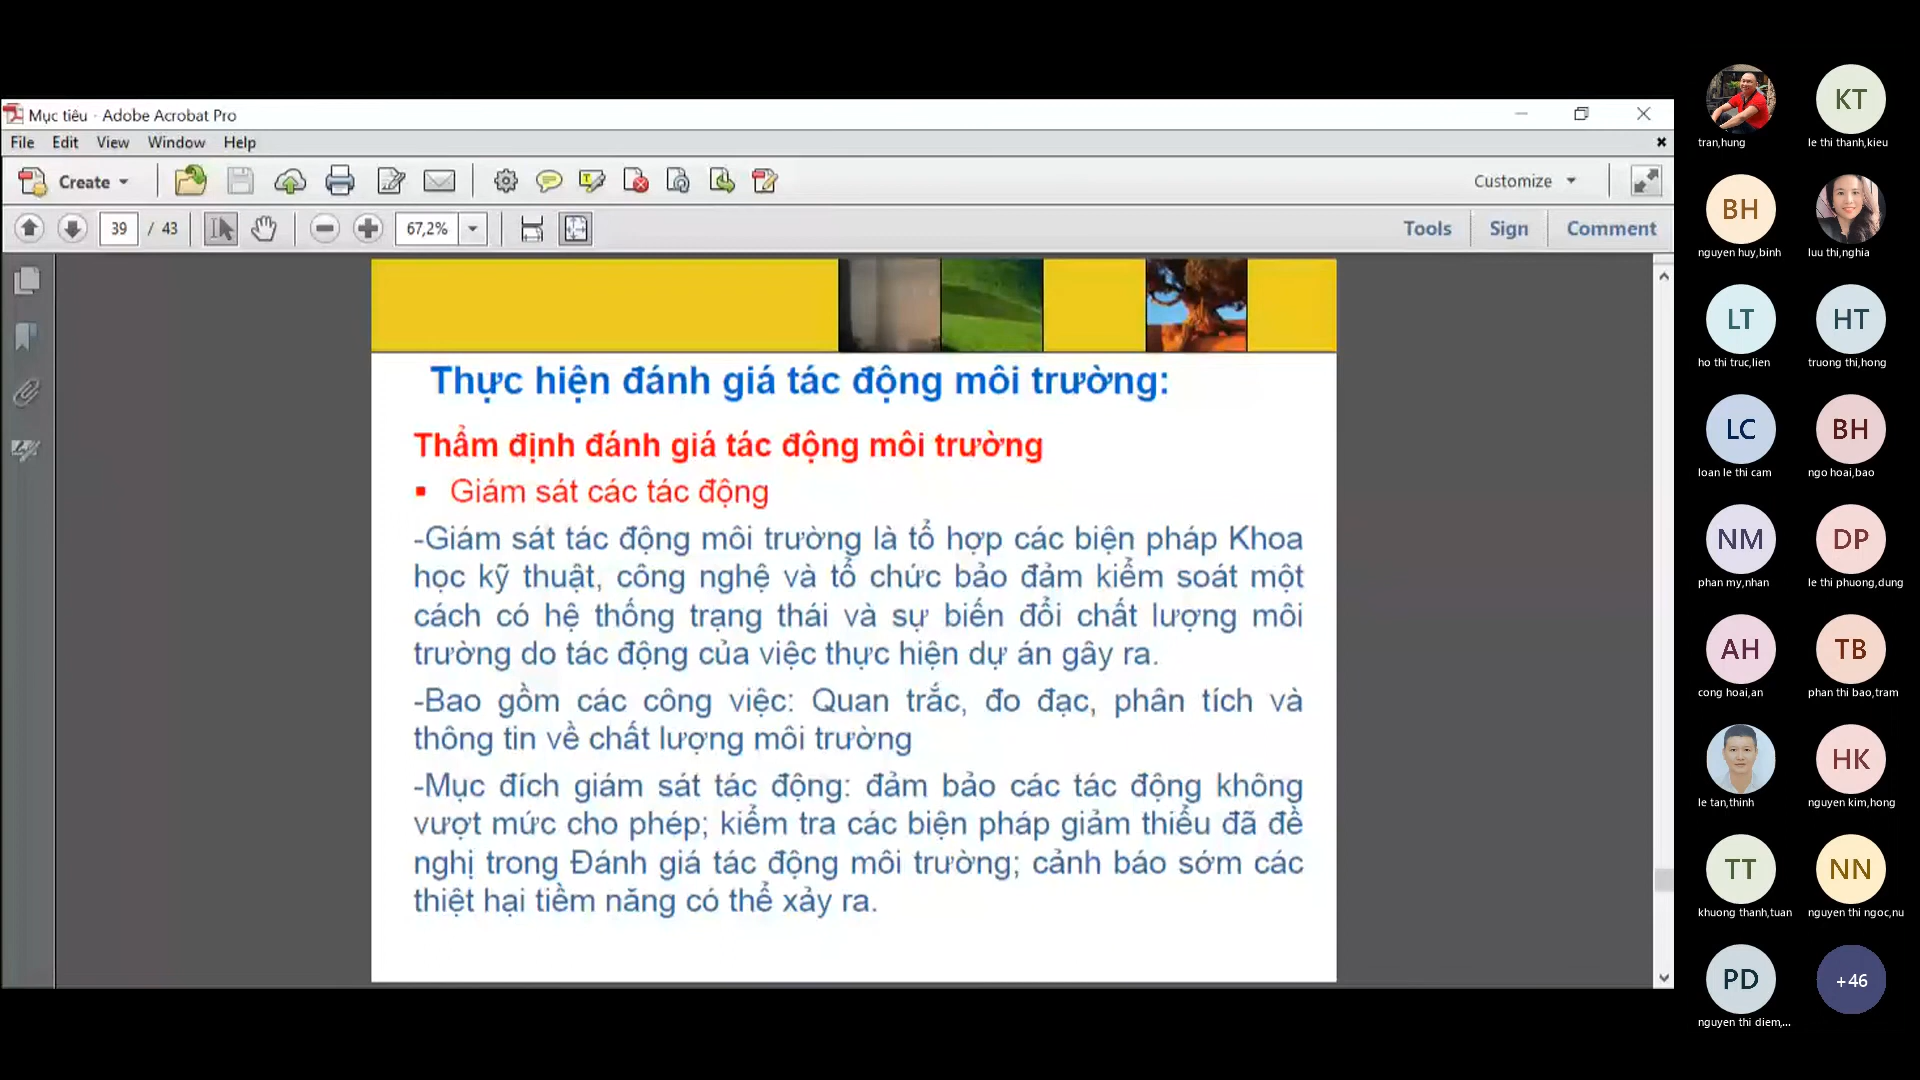 Mục tiêu - Adobe Acrobat Pro
File Edit View Window Help
Create Customize
39 / 43 67,2% Tools Sign Comment
Thực hiện đánh giá tác động môi trường:
Thẩm định đánh giá tác động môi trường
▪ Giám sát các tác động
-Giám sát tác động môi trường là tổ hợp các biện pháp Khoa
học kỹ thuật, công nghệ và tổ chức bảo đảm kiểm soát một
cách có hệ thống trạng thái và sự biến đổi chất lượng môi
trường do tác động của việc thực hiện dự án gây ra.
-Bao gồm các công việc: Quan trắc, đo đạc, phân tích và
thông tin về chất lượng môi trường
-Mục đích giám sát tác động: đảm bảo các tác động không
vượt mức cho phép; kiểm tra các biện pháp giảm thiểu đã đề
nghị trong Đánh giá tác động môi trường; cảnh báo sớm các
thiệt hại tiềm năng có thể xảy ra.
KT
tran,hung le thi thanh,kieu
BH
nguyen huy,binh luu thi,nghia
LT HT
ho thi truc,lien truong thi,hong
LC BH
loan le thi cam ngo hoai,bao
NM DP
phan my,nhan le thi phuong,dung
AH TB
cong hoai,an phan thi bao,tram
HK
le tan,thinh nguyen kim,hong
TT NN
khuong thanh,tuan nguyen thi ngoc,nu
PD +46
nguyen thi diem,...